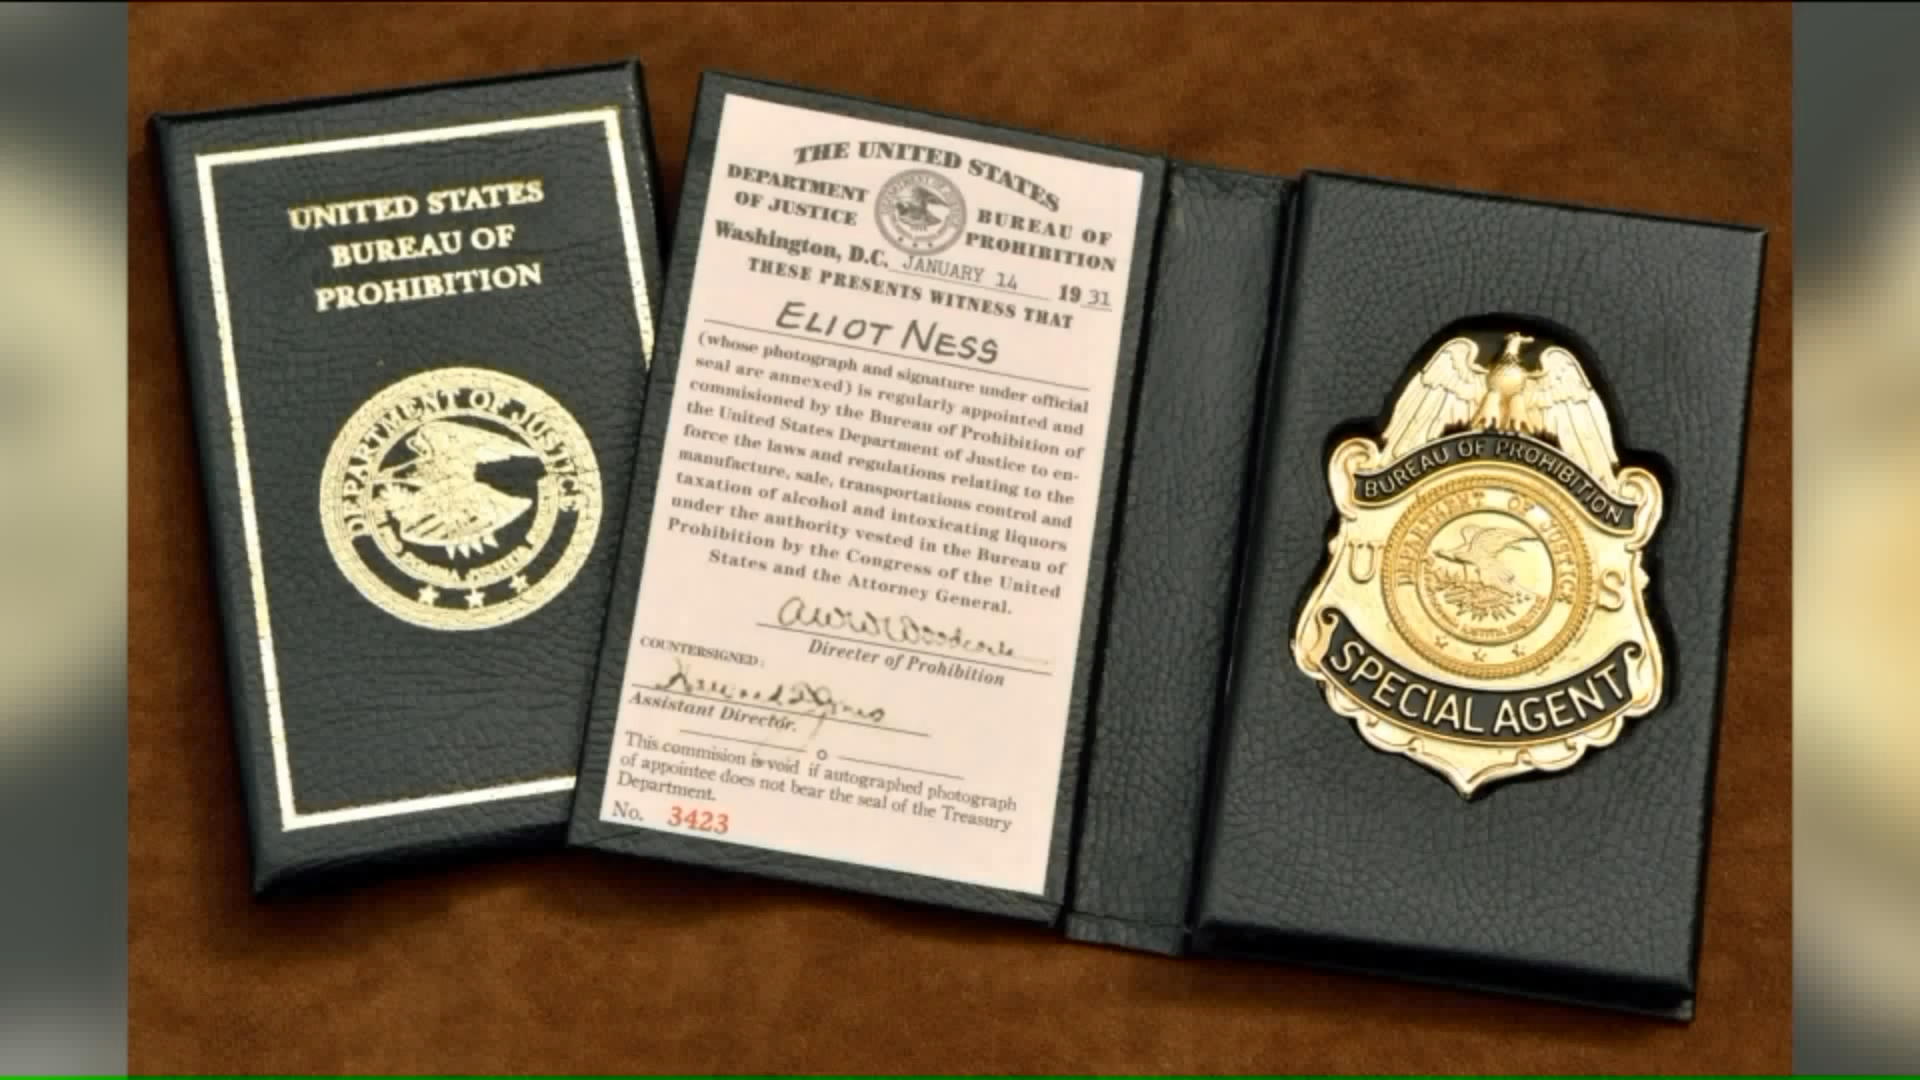 UNITED STATES
BUREAU OF
PROHIBITION
DEPARTMENT OF JUSTICE
THE UNITED STATES
DEPARTMENT
OF JUSTICE
BUREAU OF
PROHIBITION
Washington, D.C. JANUARY 14 1931
THESE PRESENTS WITNESS THAT
ELIOT NESS
(whose photograph and signature under official
seal are annexed) is regularly appointed and
commisioned by the Bureau of Prohibition of
the United States Department of Justice to en-
force the laws and regulations relating to the
manufacture, sale, transportations control and
taxation of alcohol and intoxicating liquors
under the authority vested in the Bureau of
Prohibition by the Congress of the United
States and the Attorney General.
AWW Woodcock
Directer of Prohibition
COUNTERSIGNED:
Assistant Director.
This commision is void if autographed photograph
of appointee does not bear the seal of the Treasury
Department.
No. 3423
BUREAU OF PROHIBITION
DEPARTMENT OF JUSTICE
U S
SPECIAL AGENT